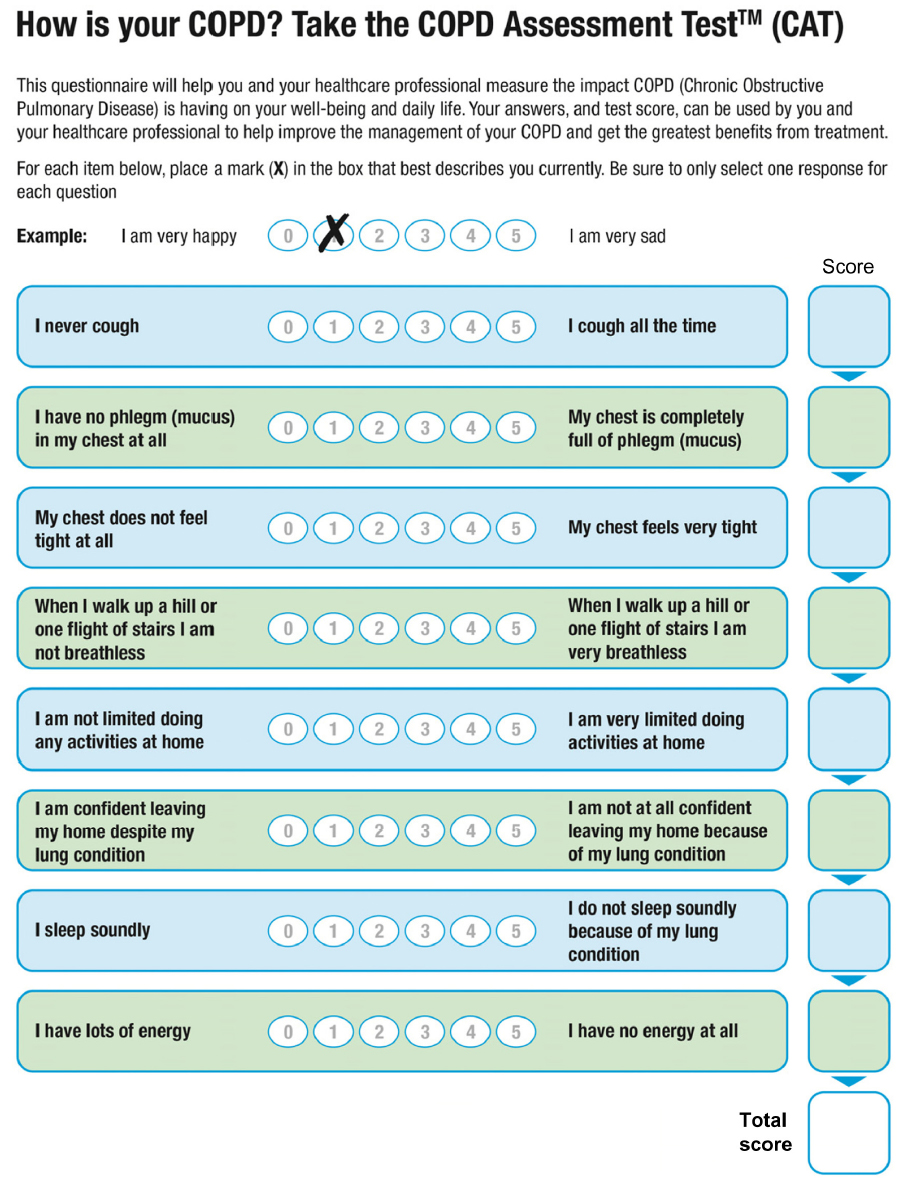 How is your COPD? Take the COPD Assessment Test™ (CAT)
This questionnaire will help you and your healthcare professional measure the impact COPD (Chronic Obstructive
Pulmonary Disease) is having on your well-being and daily life. Your answers, and test score, can be used by you and
your healthcare professional to help improve the management of your COPD and get the greatest benefits from treatment.
For each item below, place a mark (X) in the box that best describes you currently. Be sure to only select one response for
each question
Example: I am very happy 0 X 2 3 4 5 I am very sad
Score
I never cough 0 1 2 3 4 5 I cough all the time
I have no phlegm (mucus)
in my chest at all
0 1 2 3 4 5
My chest is completely
full of phlegm (mucus)
My chest does not feel
tight at all
0 1 2 3 4 5
My chest feels very tight
When I walk up a hill or
one flight of stairs I am
not breathless
0 1 2 3 4 5
When I walk up a hill or
one flight of stairs I am
very breathless
I am not limited doing
any activities at home
0 1 2 3 4 5
I am very limited doing
activities at home
I am confident leaving
my home despite my
lung condition
0 1 2 3 4 5
I am not at all confident
leaving my home because
of my lung condition
I sleep soundly
0 1 2 3 4 5
I do not sleep soundly
because of my lung
condition
I have lots of energy 0 1 2 3 4 5 I have no energy at all
Total
score